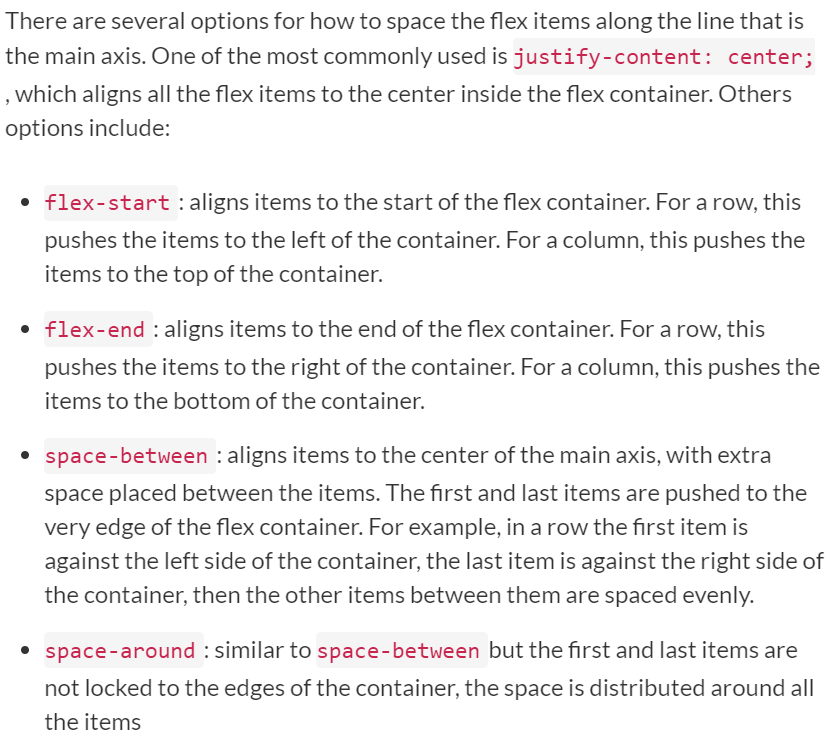 There are several options for how to space the flex items along the line that is
the main axis. One of the most commonly used is justify-content: center;
, which aligns all the flex items to the center inside the flex container. Others
options include:
• flex-start : aligns items to the start of the flex container. For a row, this
pushes the items to the left of the container. For a column, this pushes the
items to the top of the container.
• flex-end : aligns items to the end of the flex container. For a row, this
pushes the items to the right of the container. For a column, this pushes the
items to the bottom of the container.
• space-between : aligns items to the center of the main axis, with extra
space placed between the items. The first and last items are pushed to the
very edge of the flex container. For example, in a row the first item is
against the left side of the container, the last item is against the right side of
the container, then the other items between them are spaced evenly.
• space-around : similar to space-between but the first and last items are
not locked to the edges of the container, the space is distributed around all
the items